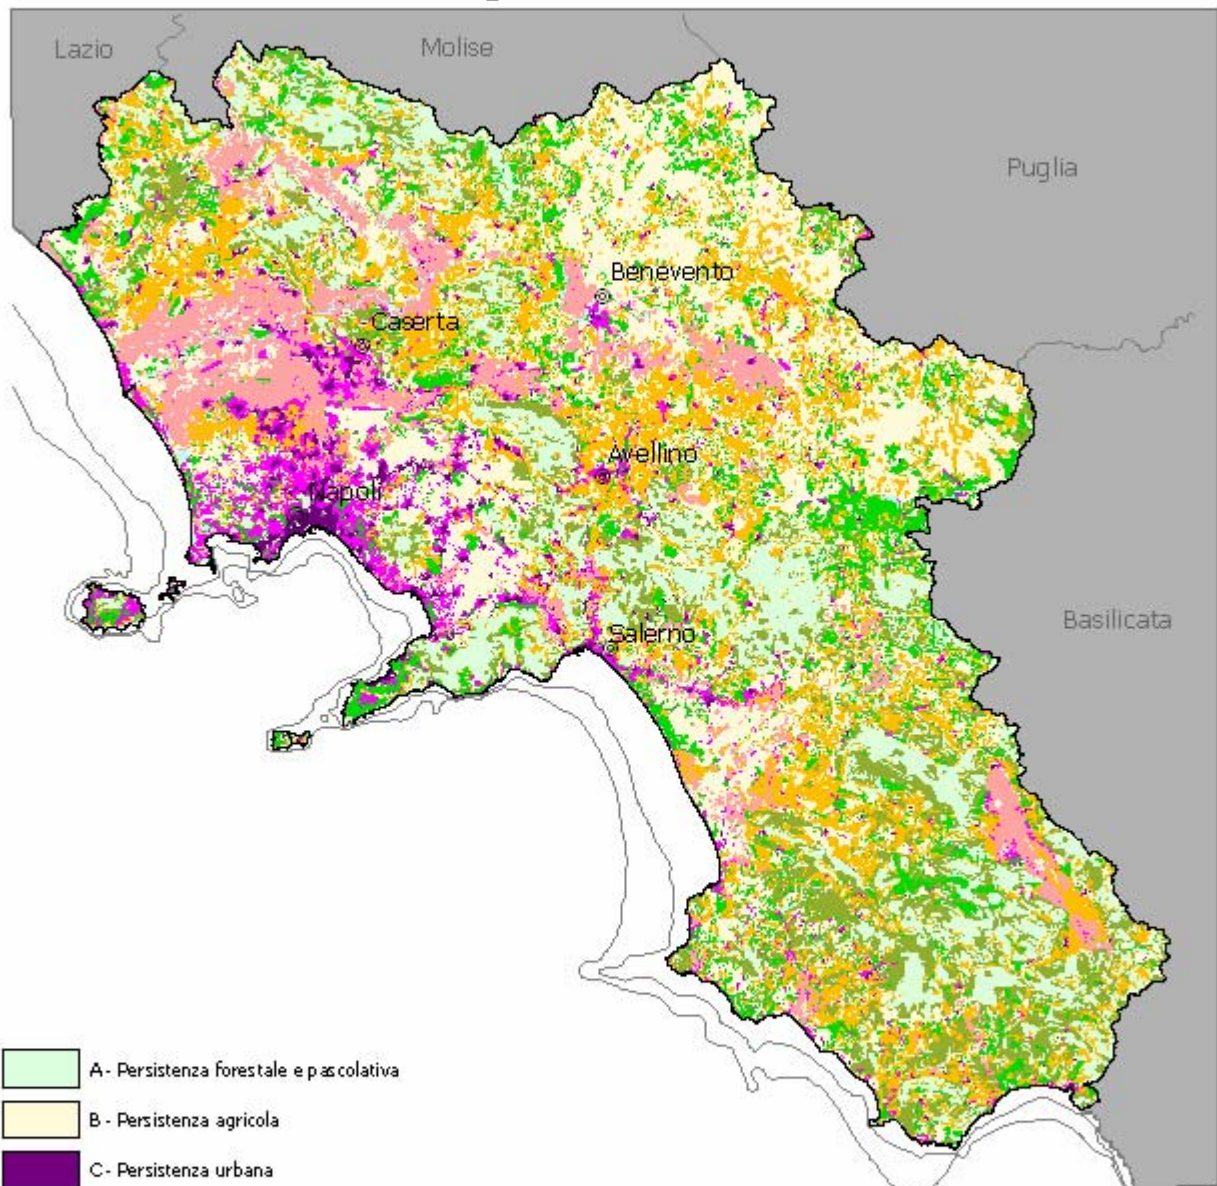 Lazio
Molise
Puglia
Benevento
Caserta
Avellino
Napoli
Salerno
Basilicata
A - Persistenza forestale e pascolativa
B - Persistenza agricola
C - Persistenza urbana